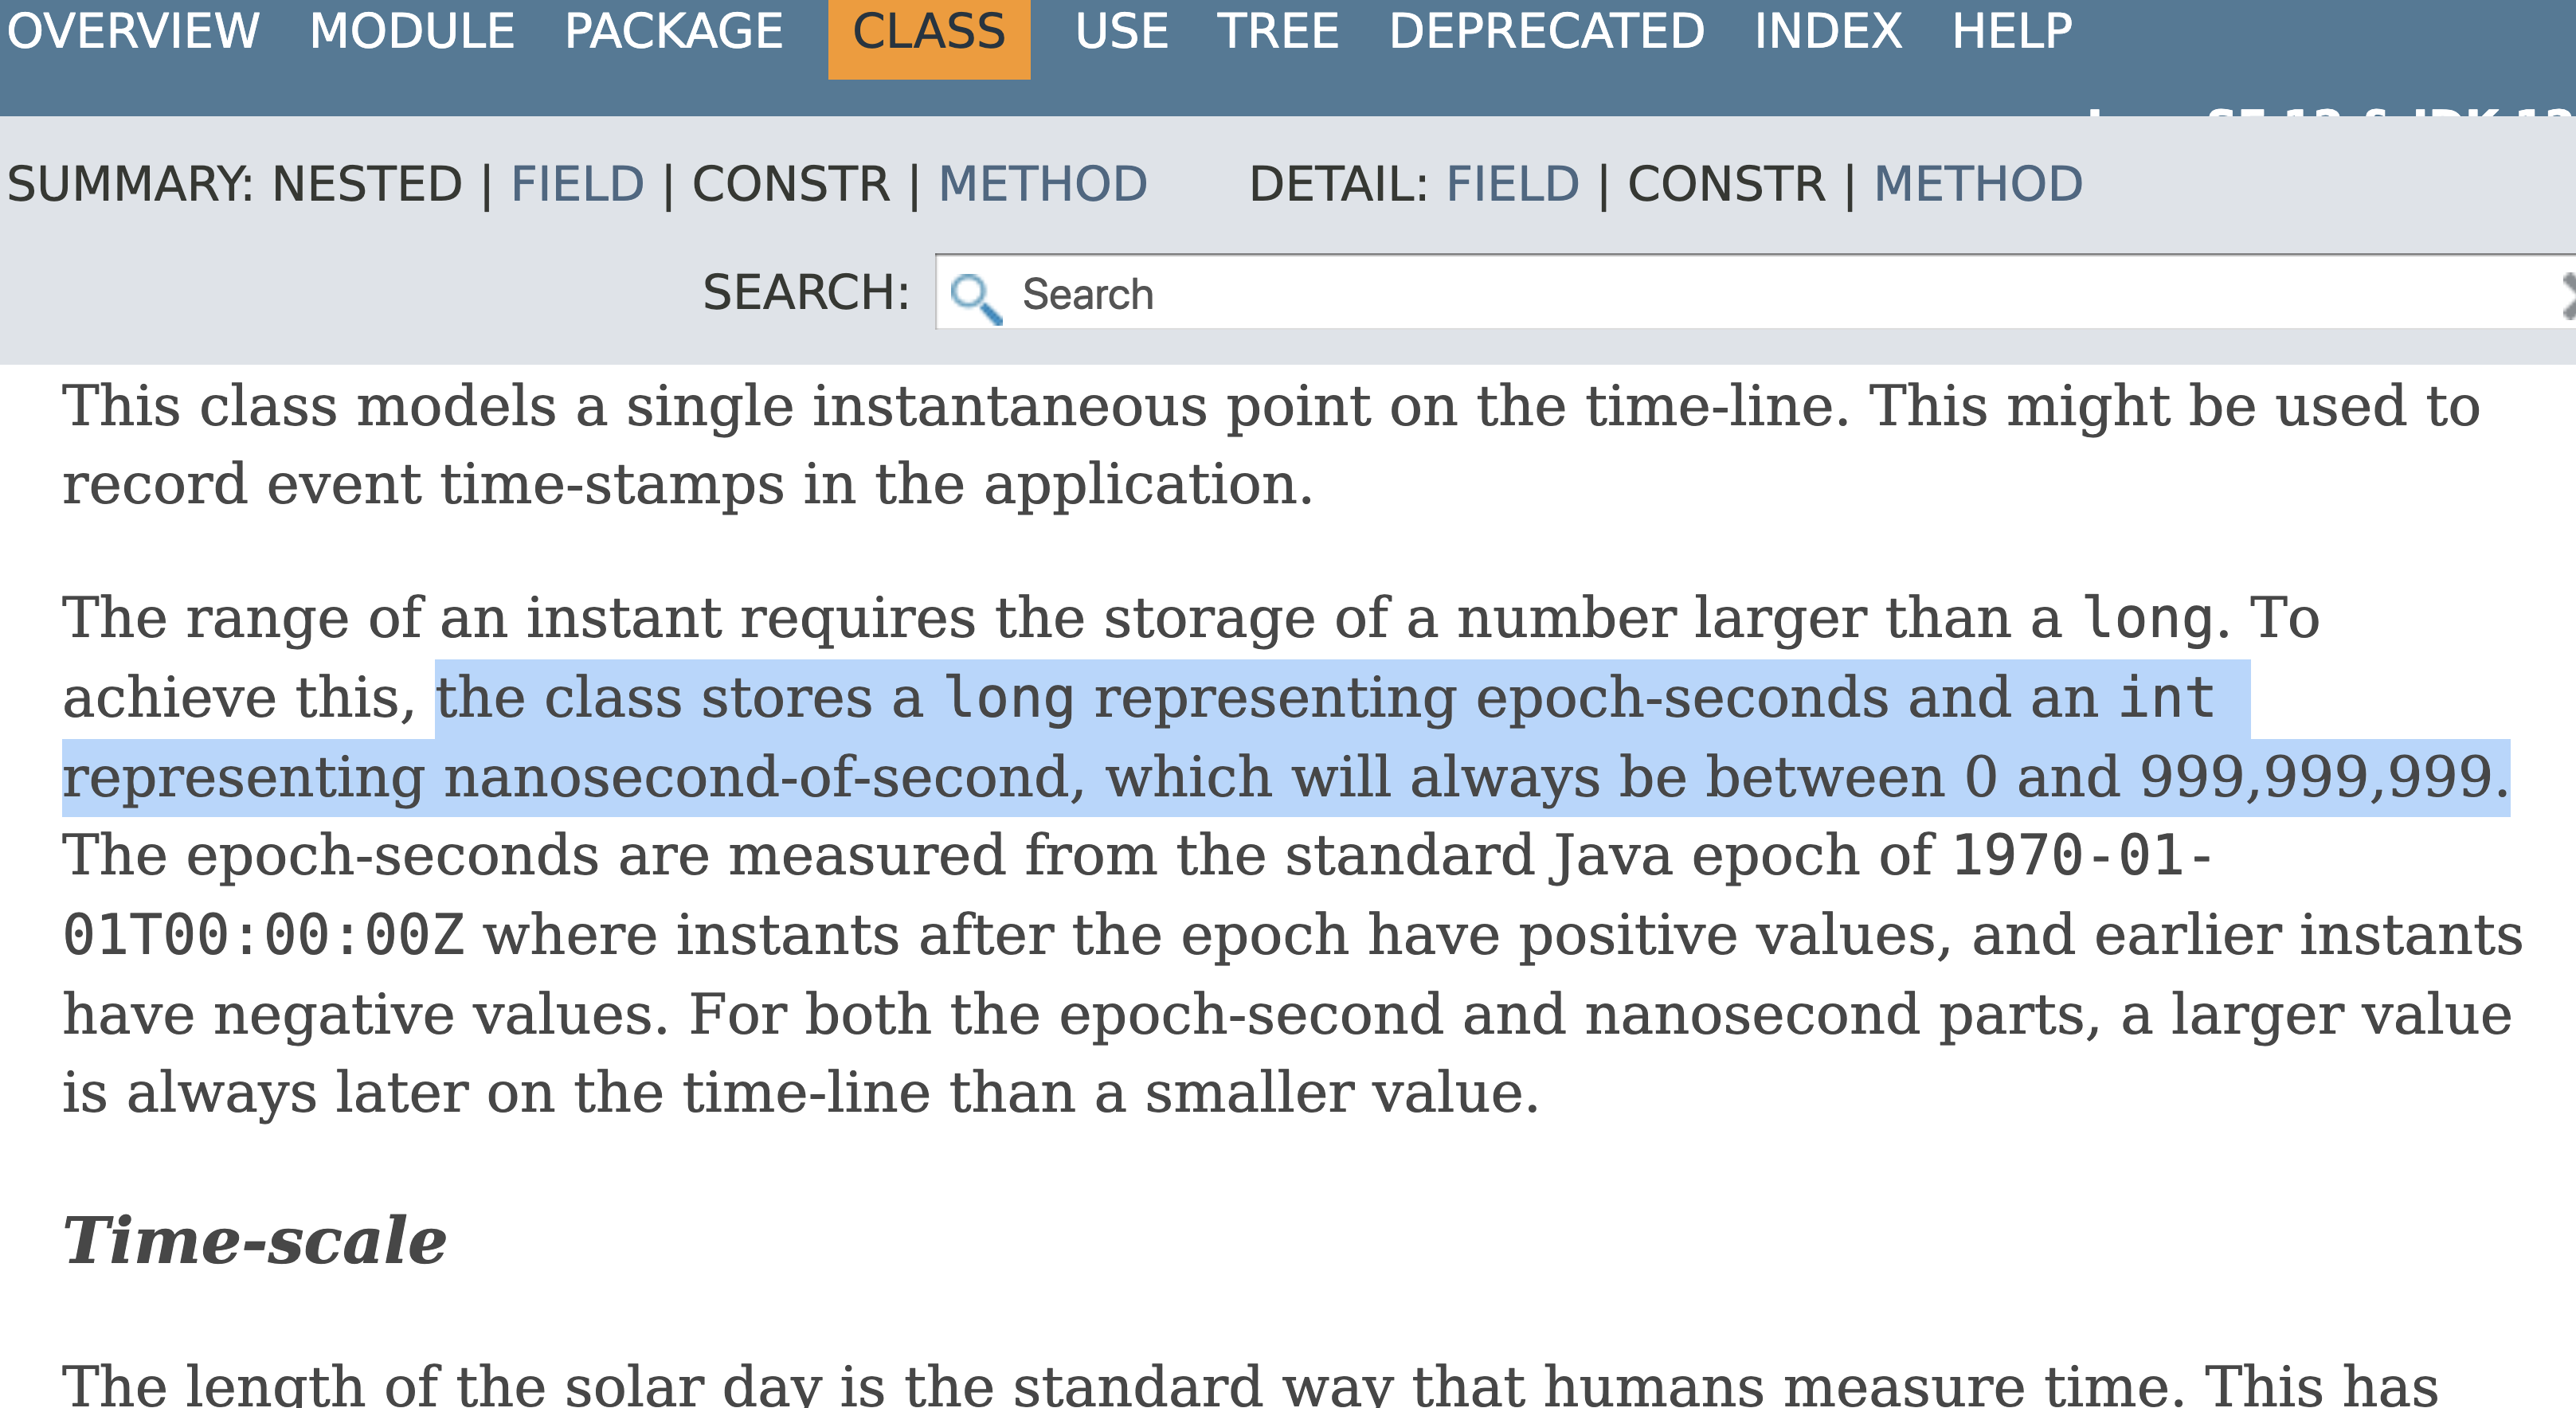 OVERVIEW MODULE PACKAGE CLASS USE TREE DEPRECATED INDEX HELP
SUMMARY: NESTED | FIELD | CONSTR | METHOD DETAIL: FIELD | CONSTR | METHOD
SEARCH: Search
This class models a single instantaneous point on the time-line. This might be used to
record event time-stamps in the application.
The range of an instant requires the storage of a number larger than a long. To
achieve this, the class stores a long representing epoch-seconds and an int
representing nanosecond-of-second, which will always be between 0 and 999,999,999.
The epoch-seconds are measured from the standard Java epoch of 1970-01-
01T00:00:00Z where instants after the epoch have positive values, and earlier instants
have negative values. For both the epoch-second and nanosecond parts, a larger value
is always later on the time-line than a smaller value.
Time-scale
The length of the solar day is the standard way that humans measure time. This has